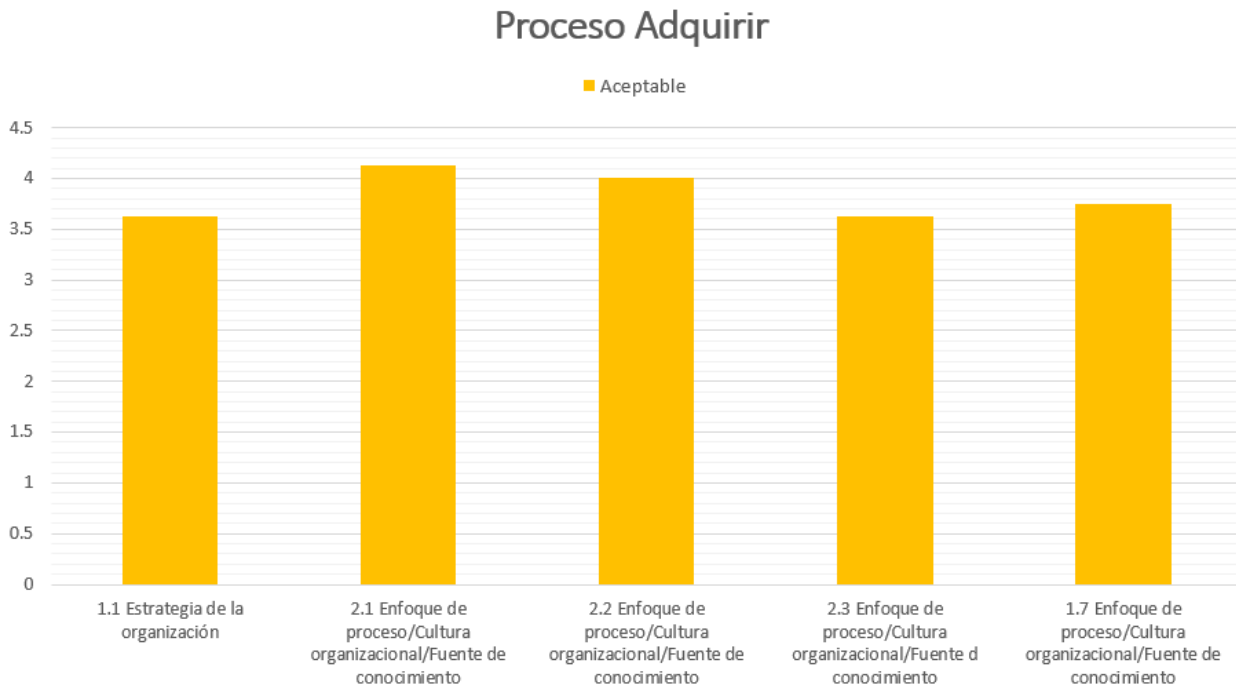 Proceso Adquirir
Aceptable
4.5
4
3.5
3
2.5
2
1.5
1
0.5
0
1.1 Estrategia de la
organización
2.1 Enfoque de
proceso/Cultura
organizacional/Fuente de
conocimiento
2.2 Enfoque de
proceso/Cultura
organizacional/Fuente de
conocimiento
2.3 Enfoque de
proceso/Cultura
organizacional/Fuente d
conocimiento
1.7 Enfoque de
proceso/Cultura
organizacional/Fuente de
conocimiento